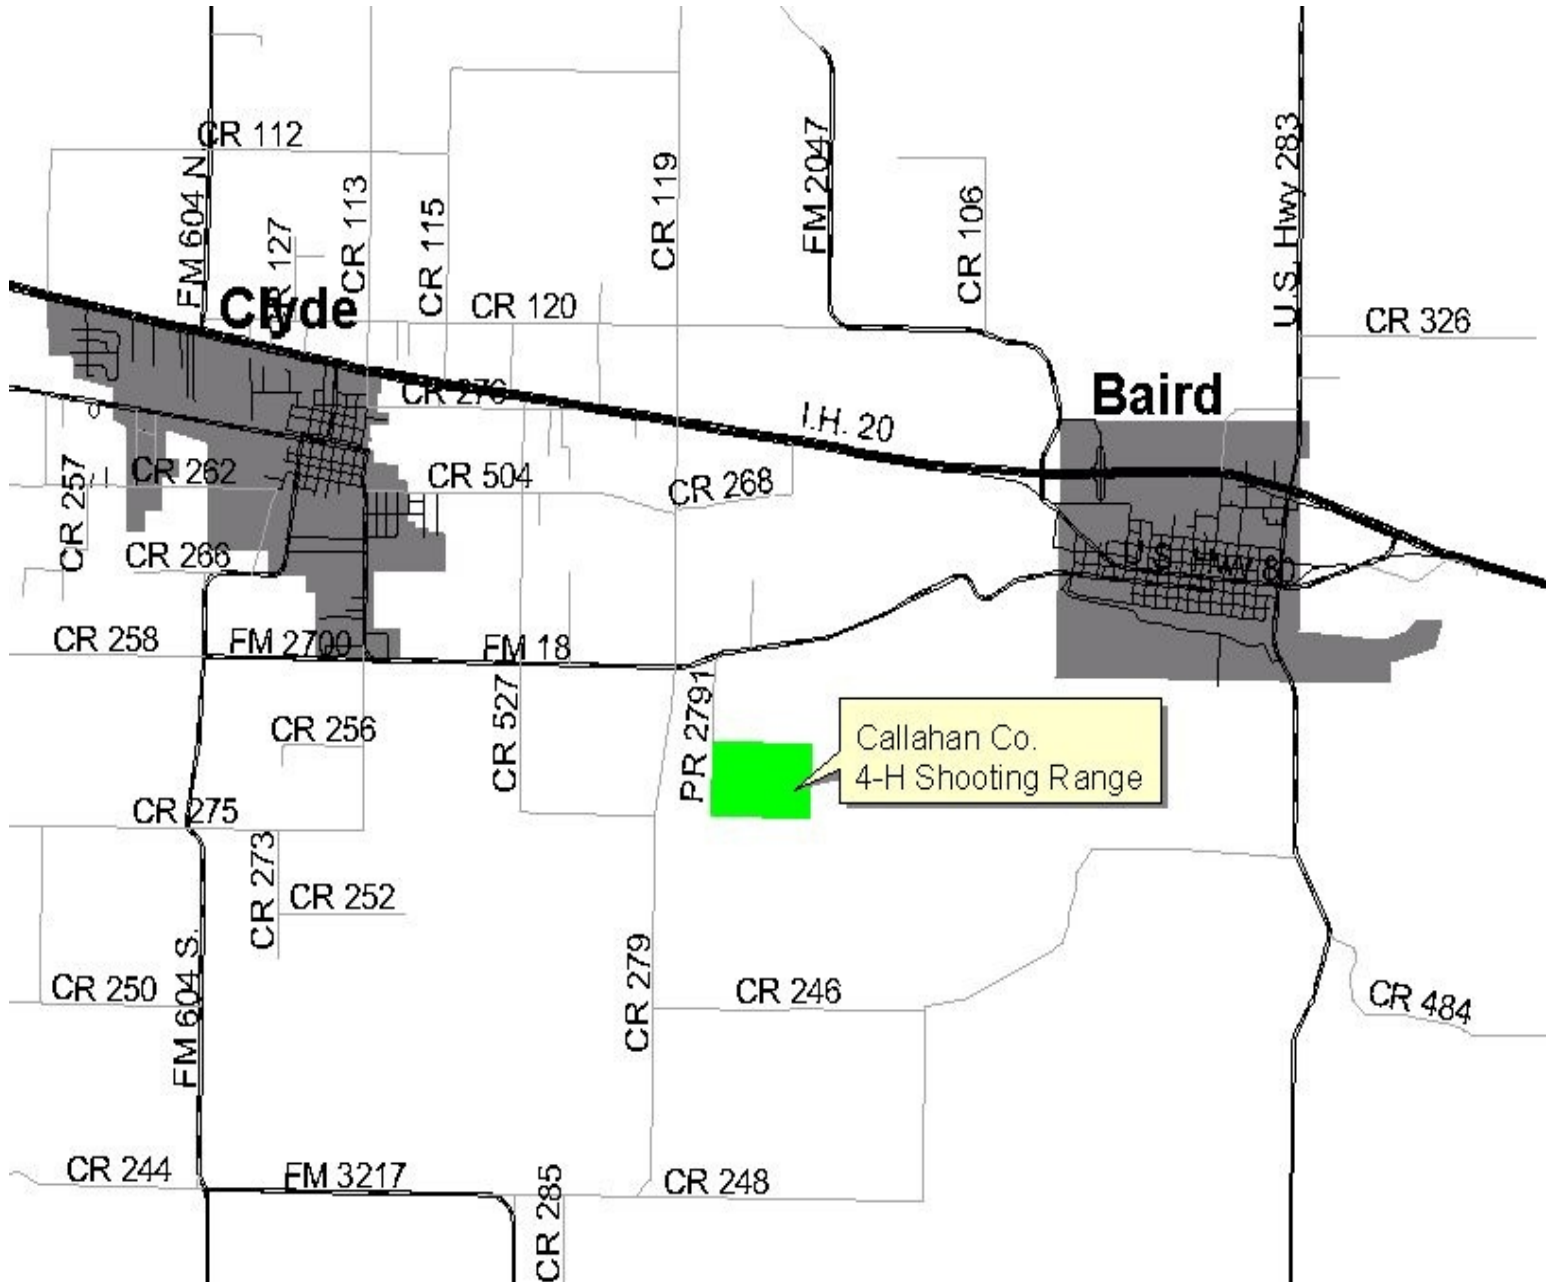 CR 112
FM 604 N
CR 127
CR 113
CR 115
CR 119
FM 2047
CR 106
U.S. Hwy 283
Clyde
CR 120
CR 326
CR 276
Baird
I.H. 20
CR 257
CR 262
CR 504
CR 268
CR 266
U.S. HWY 80
CR 258
FM 2700
FM 18
CR 256
CR 527
PR 2791
Callahan Co.
4-H Shooting Range
CR 275
CR 273
CR 252
FM 604 S.
CR 250
CR 279
CR 246
CR 484
CR 244
FM 3217
CR 285
CR 248